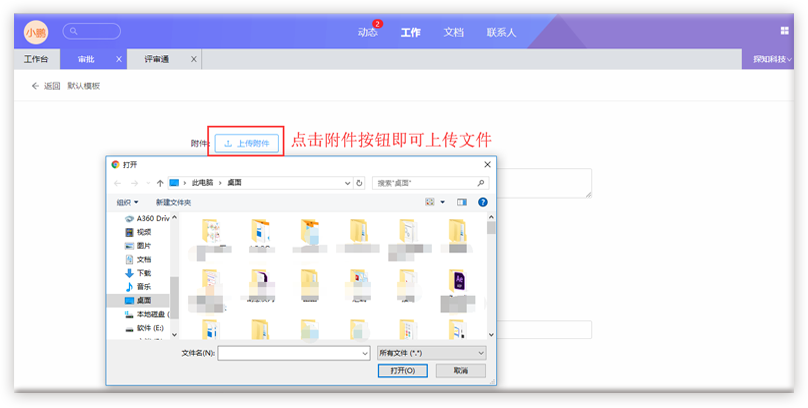 小鹏
动态 2 工作 文档 联系人
工作台 审批 X 评审通 X 探知科技
返回 默认模板
附件: 上传附件 点击附件按钮即可上传文件
打开
此电脑 桌面 搜索"桌面"
组织 新建文件夹
A360 Driv
视频
图片
文档
下载
音乐
桌面
本地磁盘 (
软件 (E:)
文件名(N): 所有文件 (*.*)
打开(O) 取消